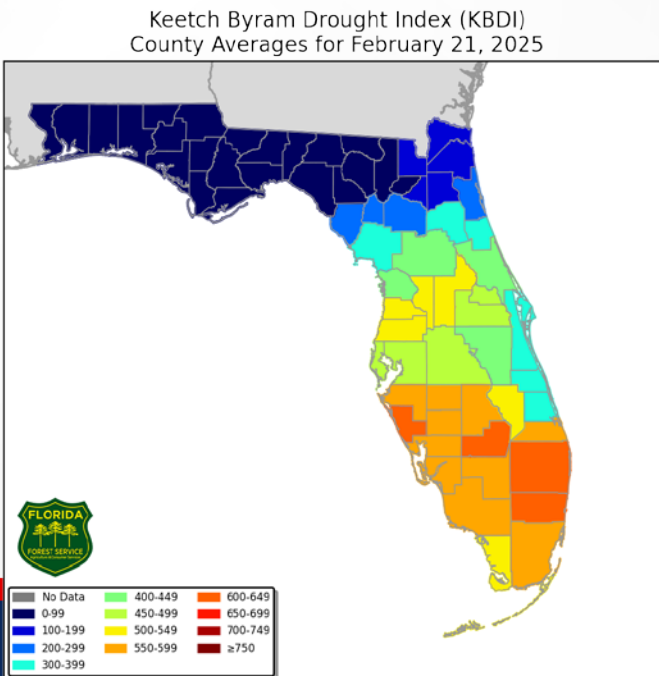 Keetch Byram Drought Index (KBDI)
County Averages for February 21, 2025
FLORIDA
FOREST SERVICE
No Data
0-99
100-199
200-299
300-399
400-449
450-499
500-549
550-599
600-649
650-699
700-749
≥750